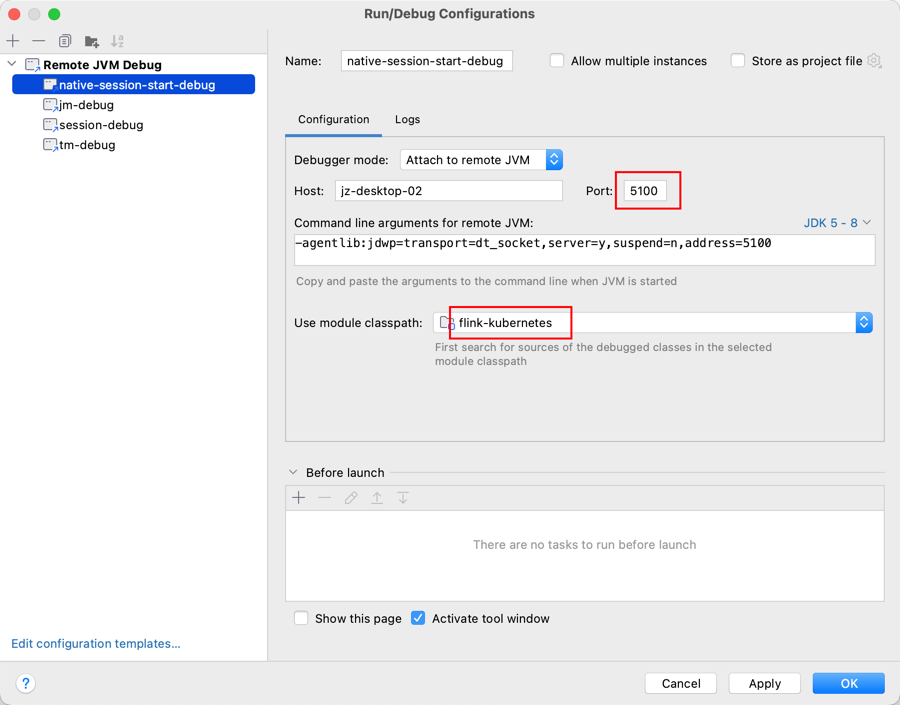 Run/Debug Configurations
Remote JVM Debug
native-session-start-debug
jm-debug
session-debug
tm-debug
Edit configuration templates...
Name: native-session-start-debug Allow multiple instances Store as project file
Configuration Logs
Debugger mode: Attach to remote JVM
Host: jz-desktop-02 Port: 5100
Command line arguments for remote JVM: JDK 5 - 8
-agentlib:jdwp=transport=dt_socket,server=y,suspend=n,address=5100
Copy and paste the arguments to the command line when JVM is started
Use module classpath: flink-kubernetes
First search for sources of the debugged classes in the selected
module classpath
Before launch
There are no tasks to run before launch
Show this page Activate tool window
? Cancel Apply OK